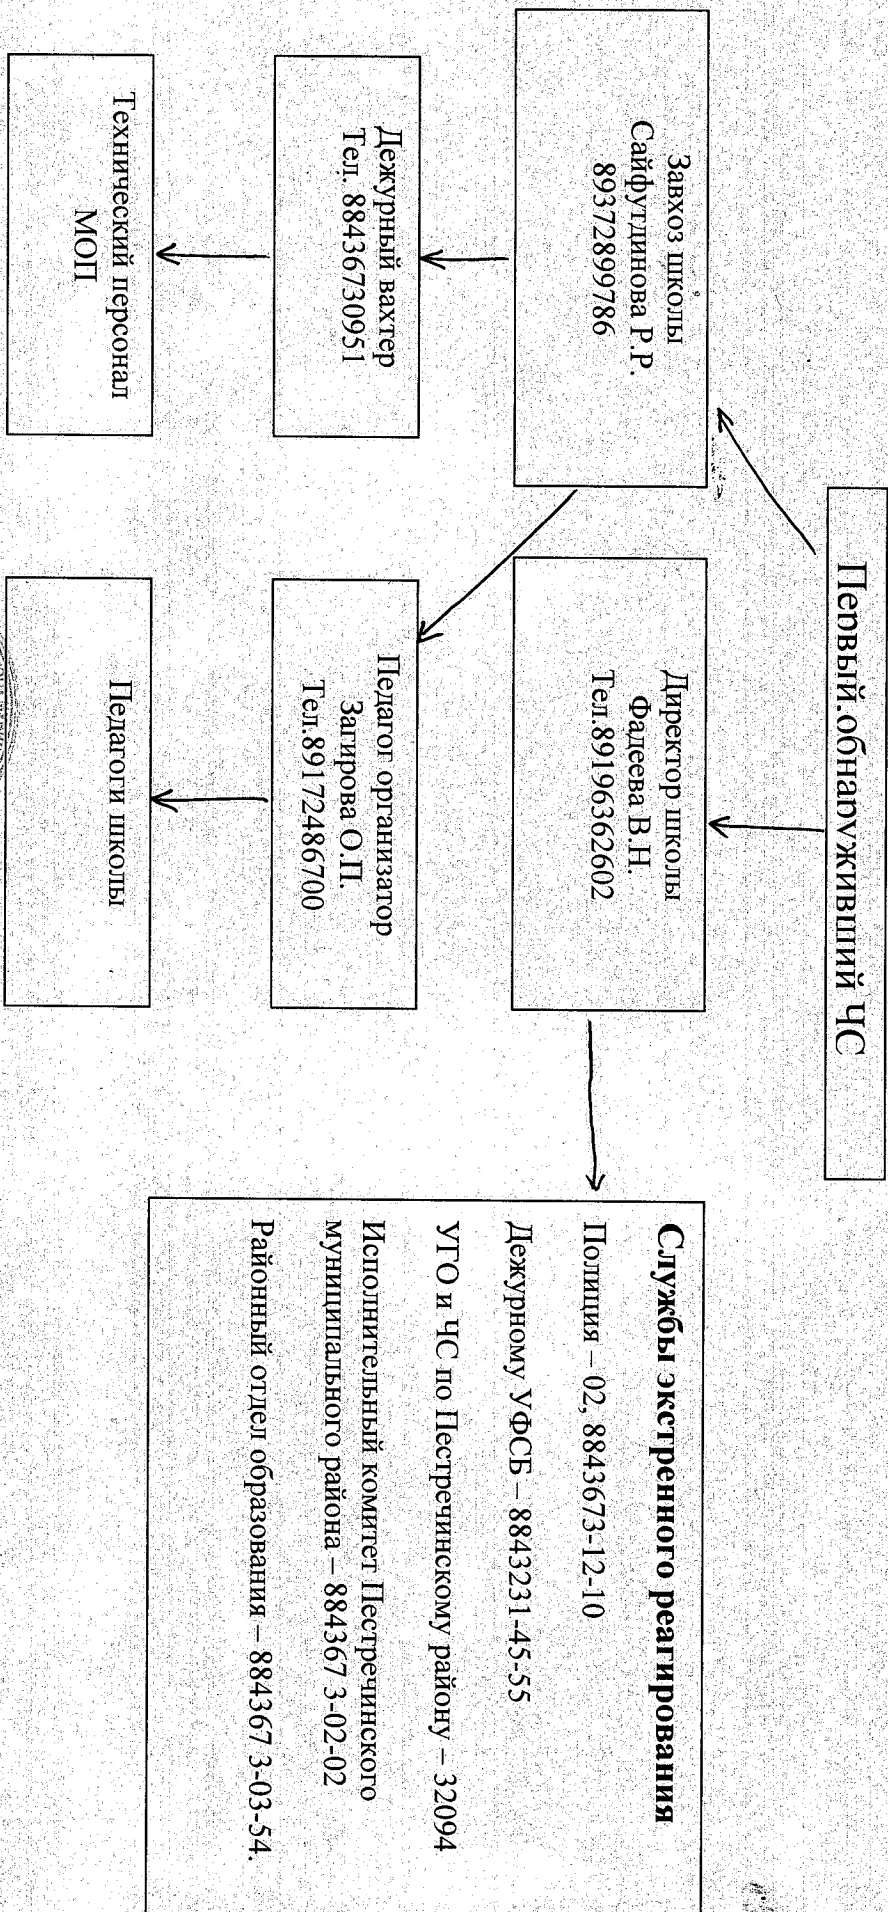 Первый обнаруживший ЧС
Завхоз школы
Сайфутдинова Р.Р.
89372899786
Директор школы
Фадеева В.Н.
Тел.89196362602
Службы экстренного реагирования
Полиция – 02, 8843673-12-10
Дежурному УФСБ – 8843231-45-55
УГО и ЧС по Пестречинскому району – 32094
Исполнительный комитет Пестречинского
муниципального района – 884367 3-02-02
Районный отдел образования – 884367 3-03-54.
Дежурный вахтер
Тел. 88436730951
Педагог организатор
Загирова О.П.
Тел.89172486700
Технический персонал
МОП
Педагоги школы